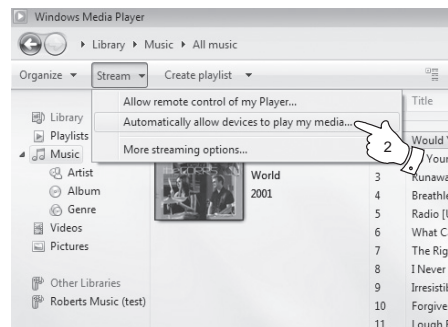 Windows Media Player
Library Music All music
Organize Stream Create playlist
Allow remote control of my Player...
Automatically allow devices to play my media...
More streaming options...
2
Title
Library
Playlists
Music
Artist
Album
Genre
Videos
Pictures
Other Libraries
Roberts Music (test)
World
2001
Would
Your
3 Runawa
4 Breathle
5 Radio [
6 What C
7 The Rig
8 I Never
9 Irresistib
10 Forgive
11